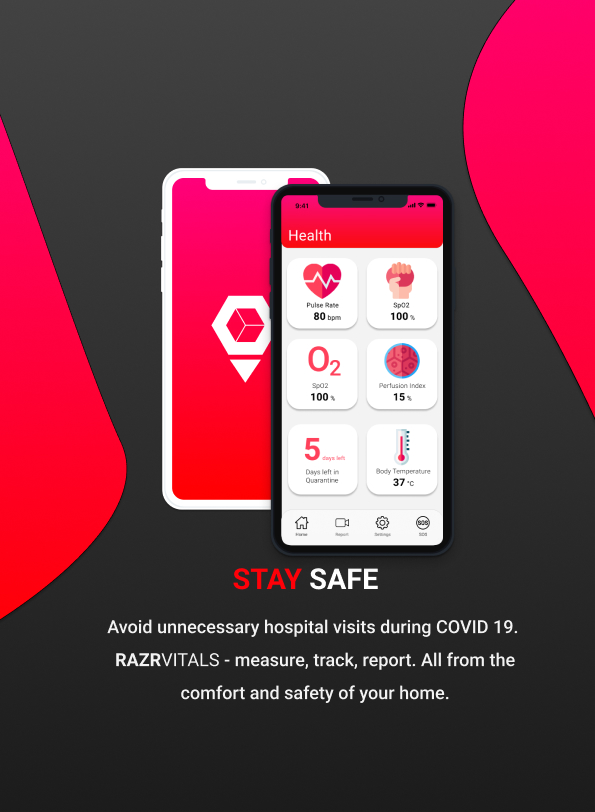 9:41
Health
Pulse Rate
80 bpm
SpO2
100 %
O2
SpO2
100 %
Perfusion Index
15 %
5 days left
Days left in
Quarantine
Body Temperature
37 °C
Home
Report
Settings
SOS
SOS
STAY SAFE
Avoid unnecessary hospital visits during COVID 19.
RAZRVITALS - measure, track, report. All from the
comfort and safety of your home.